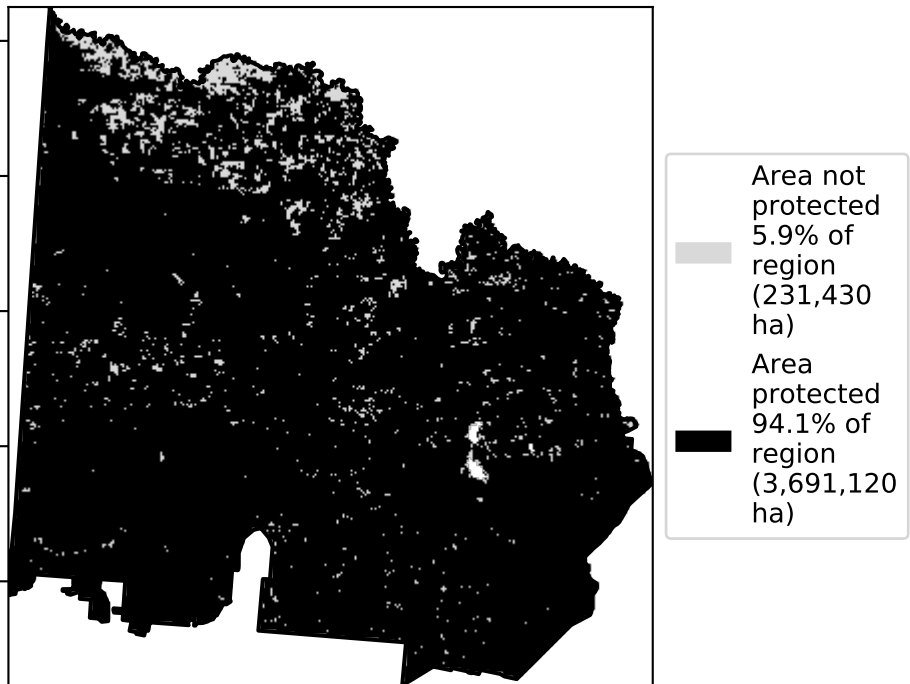 Area not
protected
5.9% of
region
(231,430
ha)
Area
protected
94.1% of
region
(3,691,120
ha)